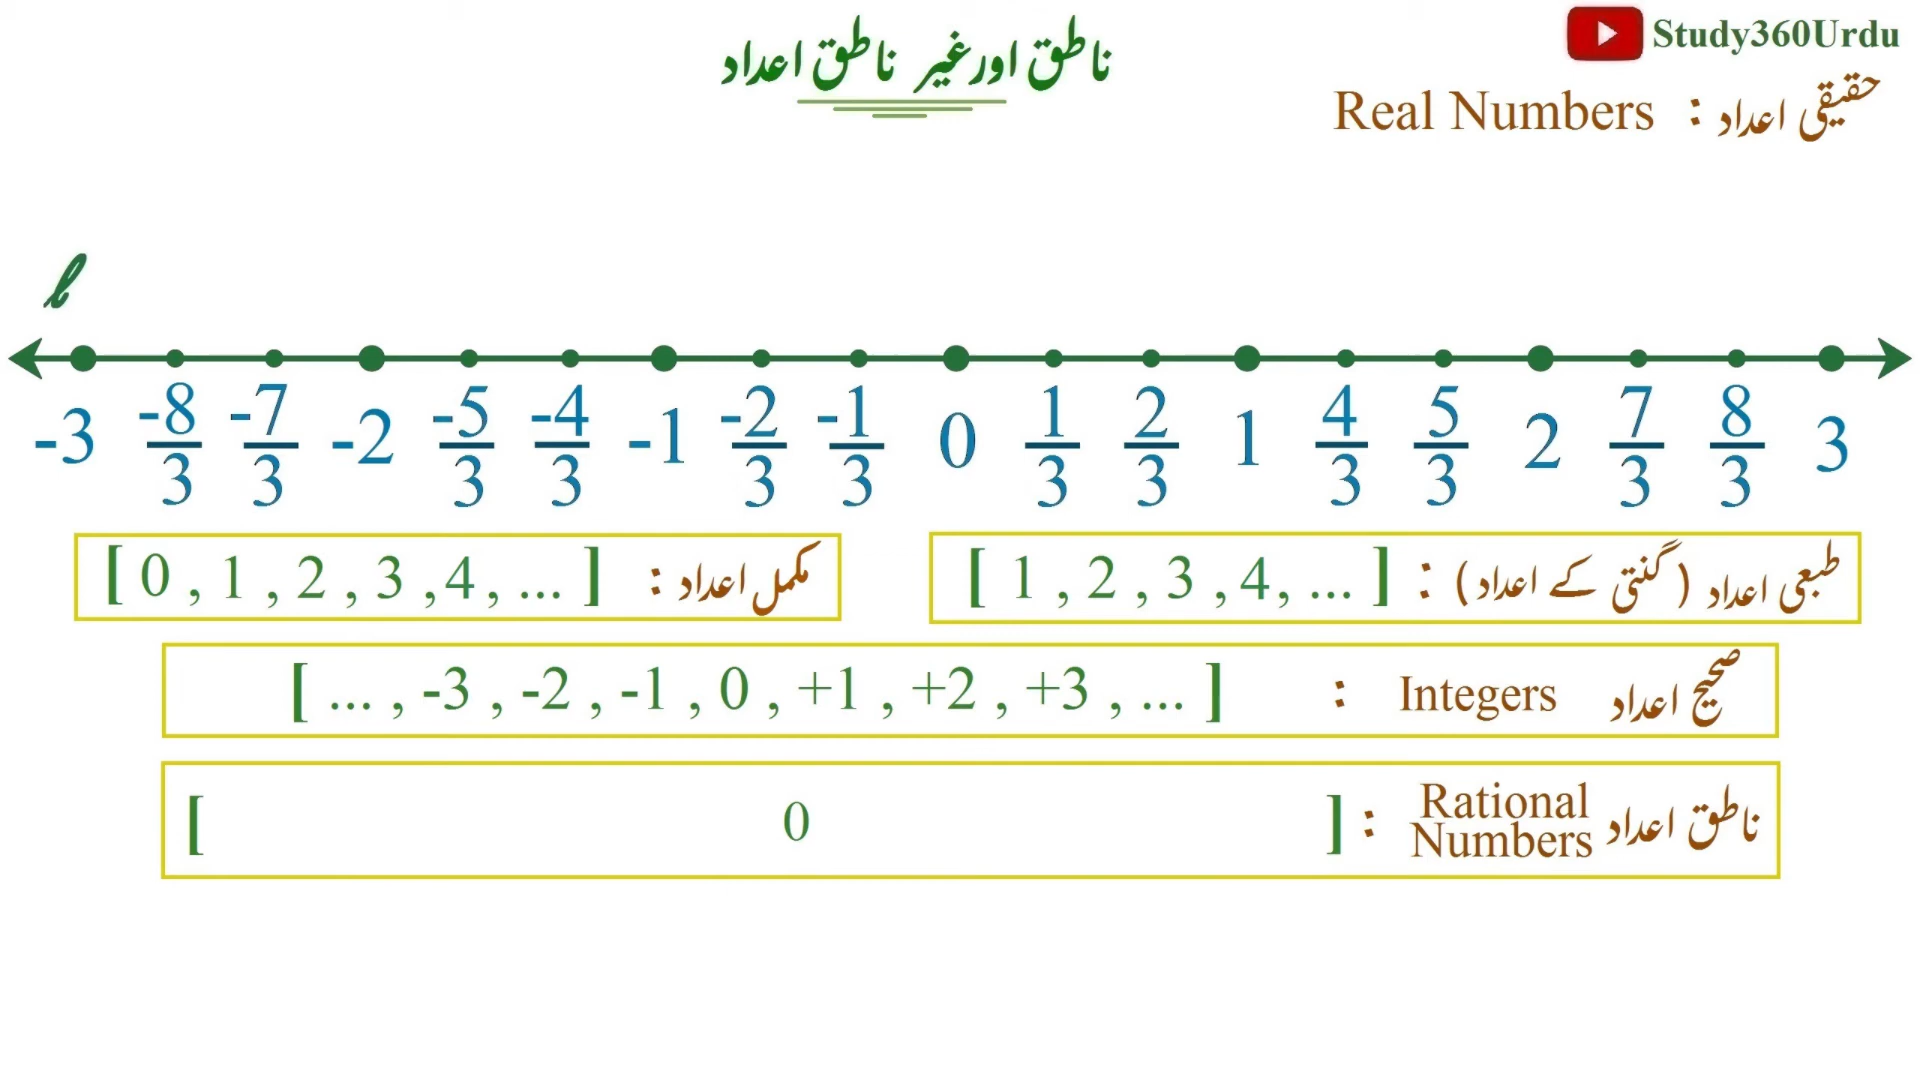 Study360Urdu
ناطق اور غیر ناطق اعداد
حقیقی اعداد : Real Numbers
l
-3 -8/3 -7/3 -2 -5/3 -4/3 -1 -2/3 -1/3 0 1/3 2/3 1 4/3 5/3 2 7/3 8/3 3
طبعی اعداد (گنتی کے اعداد) : [ 1 , 2 , 3 , 4, ... ]
مکمل اعداد : [ 0 , 1 , 2 , 3 , 4 , ... ]
صحیح اعداد Integers : [ ... , -3 , -2 , -1 , 0 , +1 , +2 , +3 , ... ]
ناطق اعداد Rational Numbers : [ 0 ]